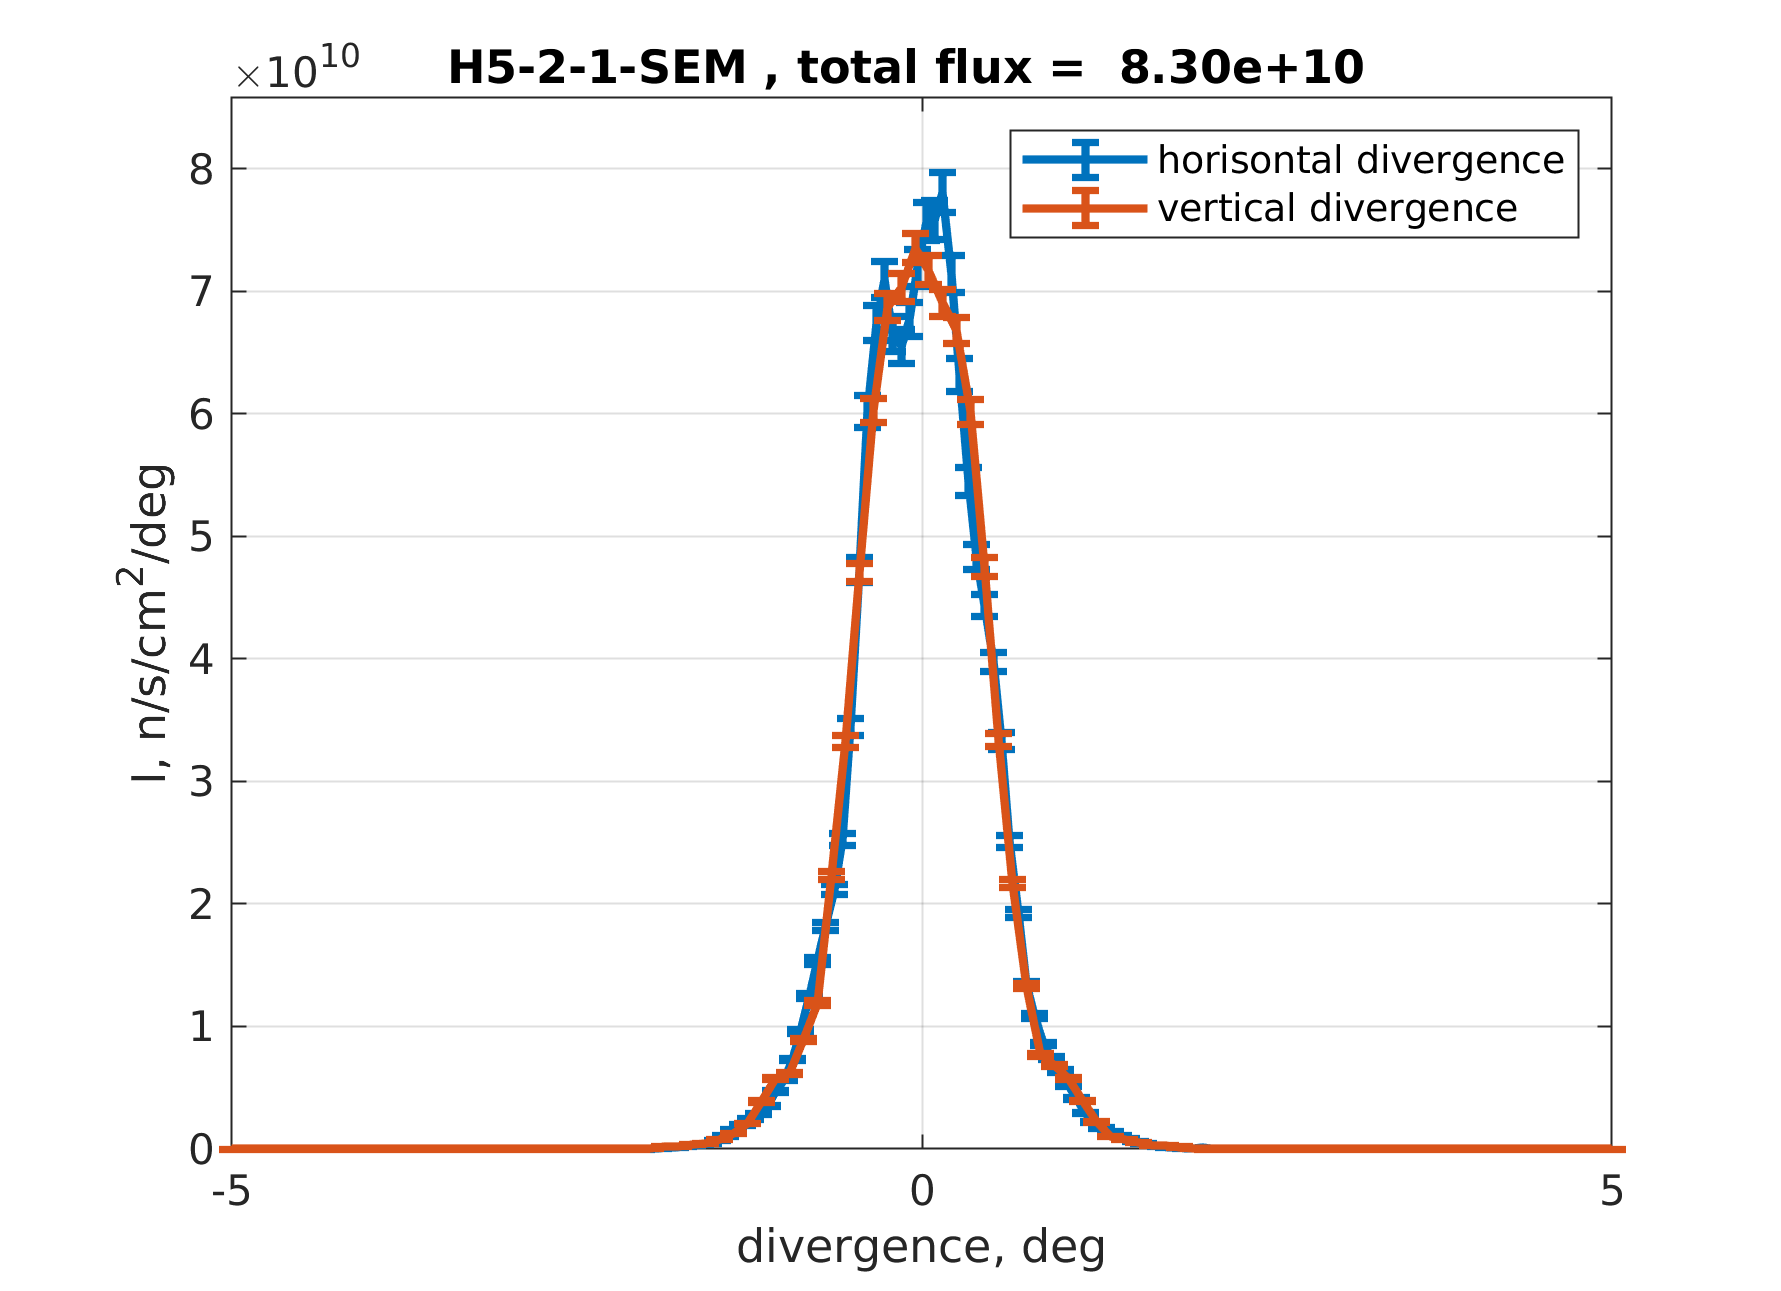 ×10^10
H5-2-1-SEM , total flux =  8.30e+10
horisontal divergence
vertical divergence
I, n/s/cm^2/deg
8
7
6
5
4
3
2
1
0
-5 0 5
divergence, deg